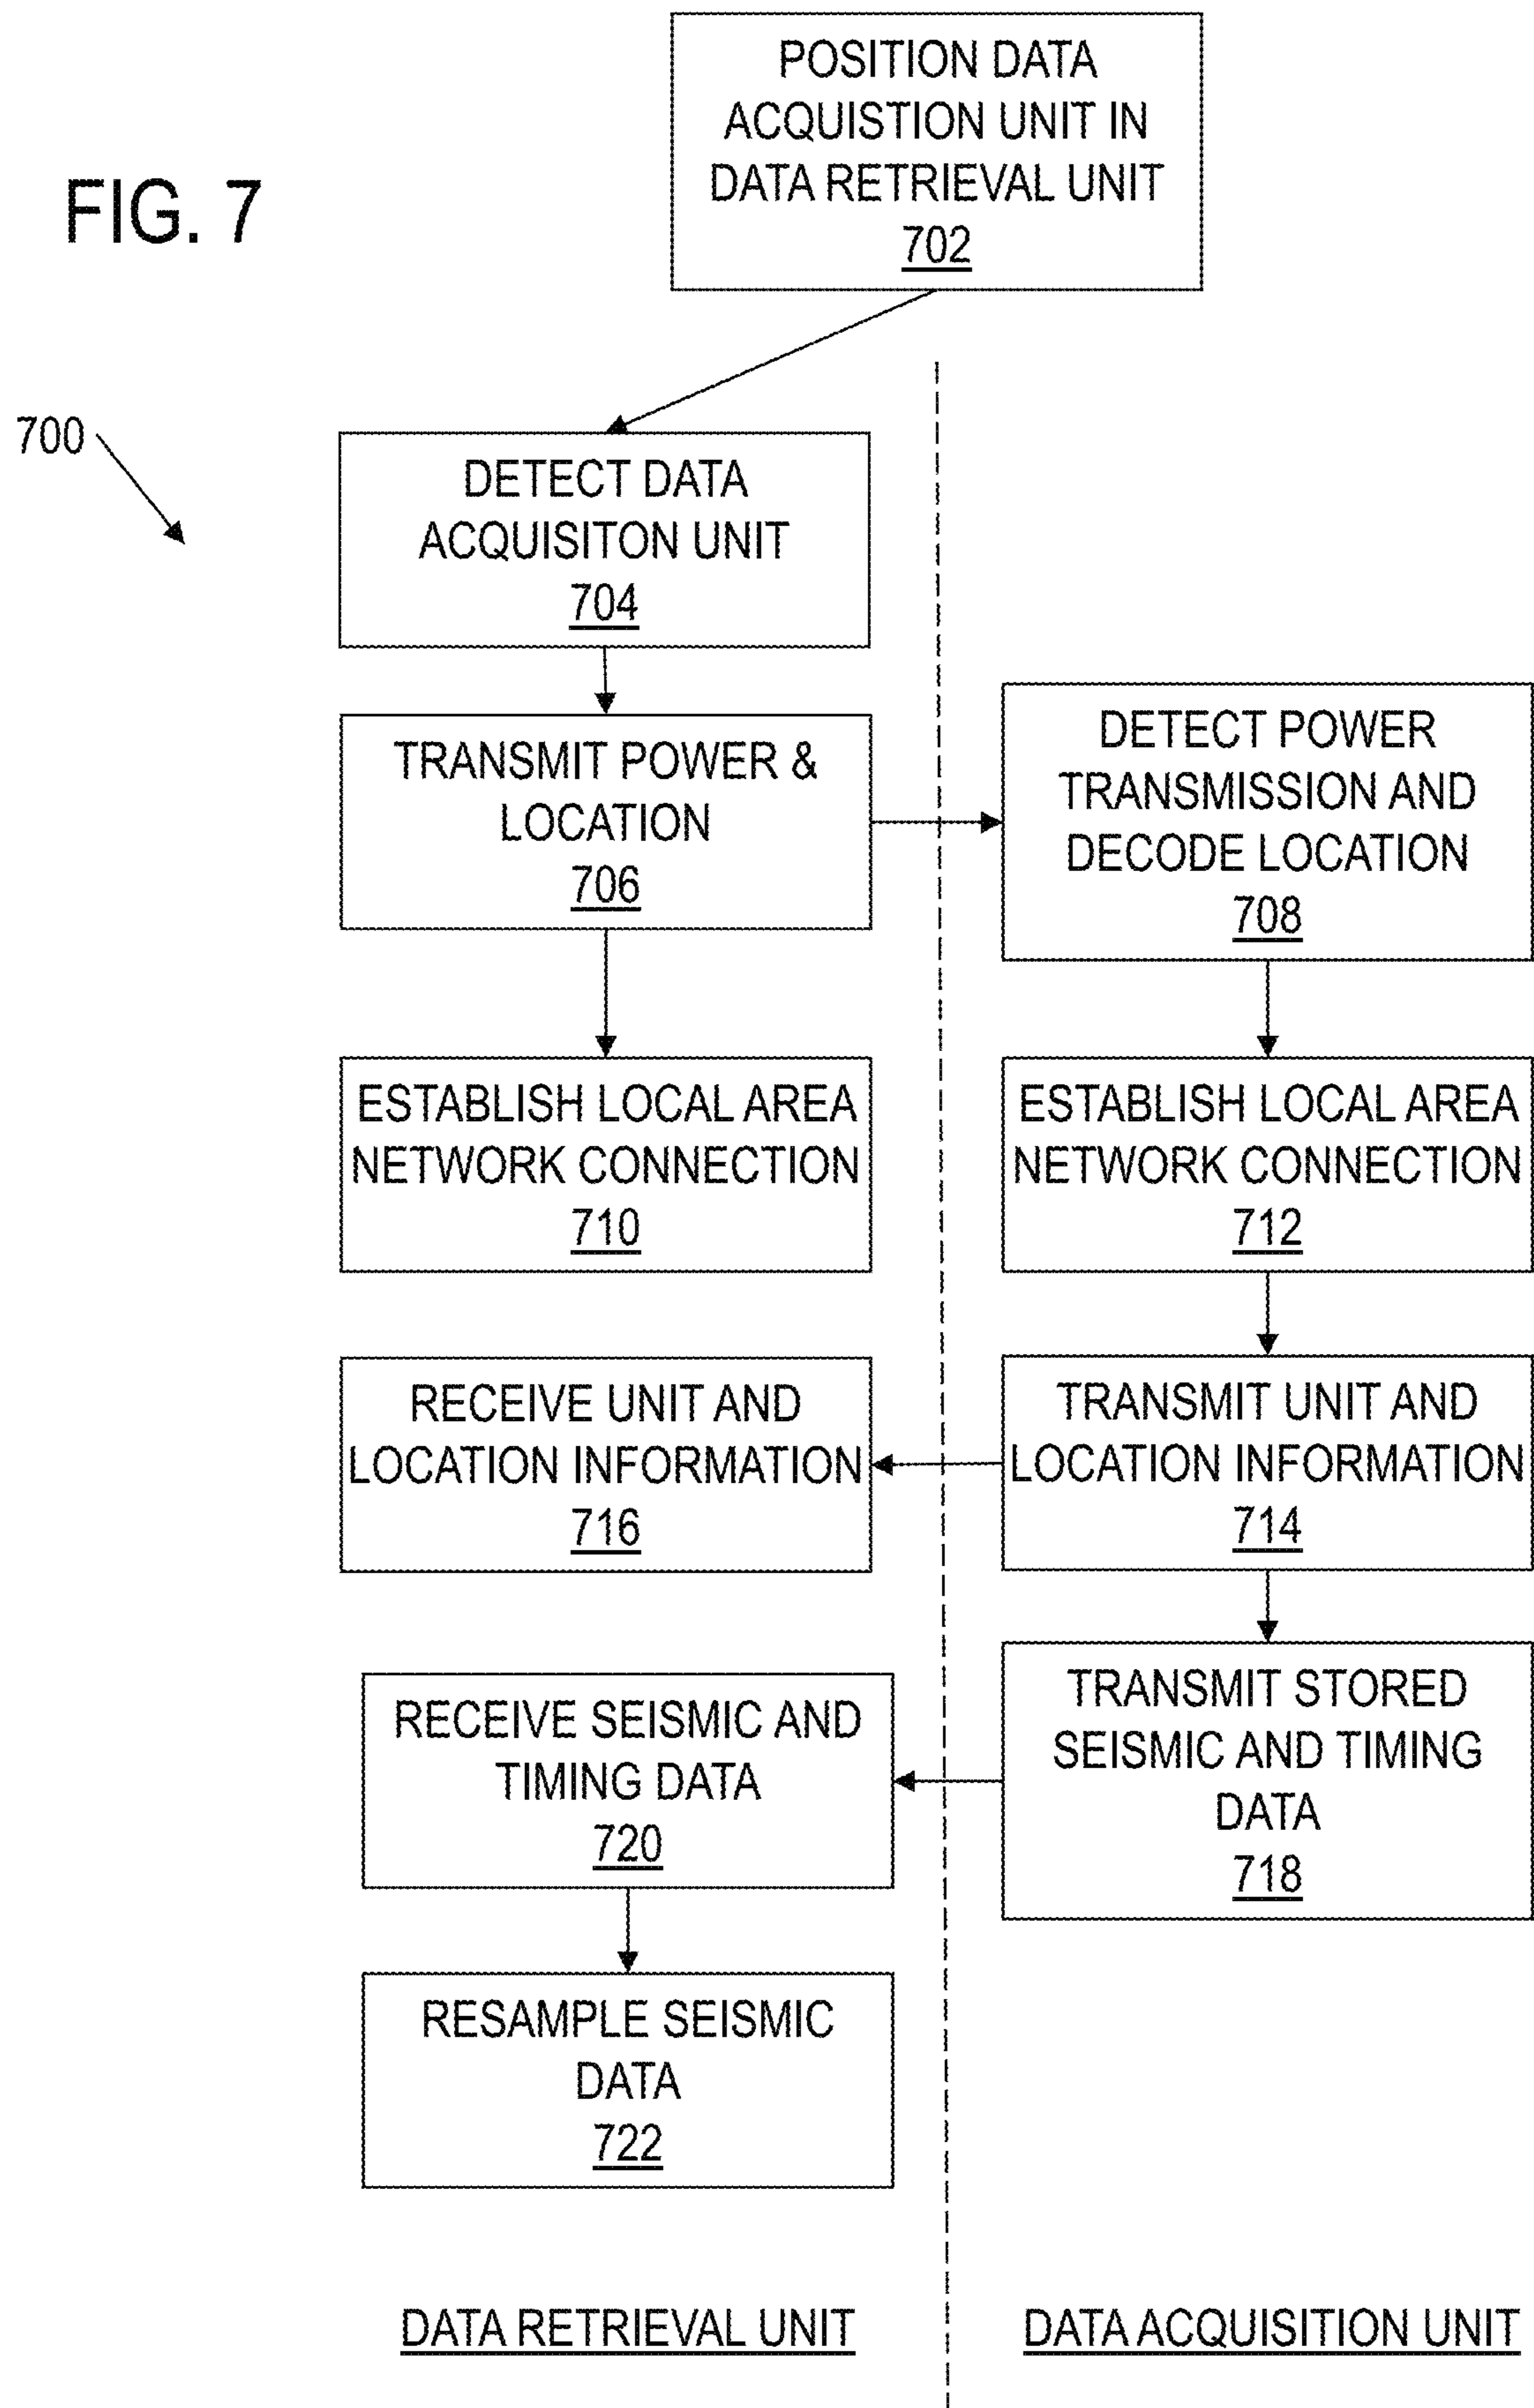 POSITION DATA
ACQUISTION UNIT IN
DATA RETRIEVAL UNIT
702
FIG. 7
700
DETECT DATA
ACQUISITON UNIT
704
TRANSMIT POWER &
LOCATION
706
DETECT POWER
TRANSMISSION AND
DECODE LOCATION
708
ESTABLISH LOCAL AREA
NETWORK CONNECTION
710
ESTABLISH LOCAL AREA
NETWORK CONNECTION
712
RECEIVE UNIT AND
LOCATION INFORMATION
716
TRANSMIT UNIT AND
LOCATION INFORMATION
714
RECEIVE SEISMIC AND
TIMING DATA
720
TRANSMIT STORED
SEISMIC AND TIMING
DATA
718
RESAMPLE SEISMIC
DATA
722
DATA RETRIEVAL UNIT
DATA ACQUISITION UNIT